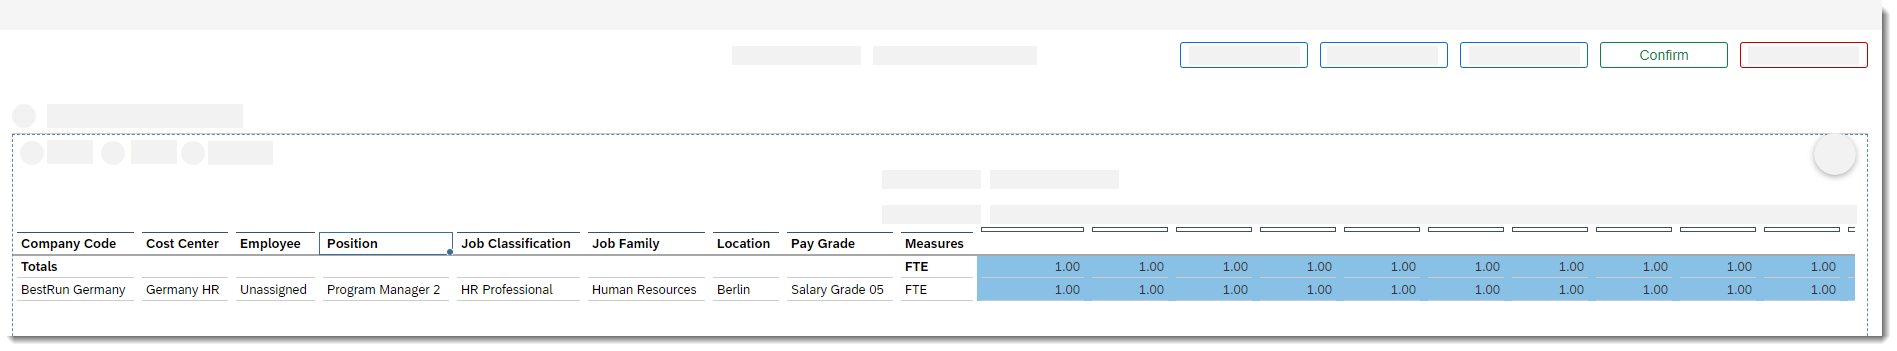 Confirm
Company Code Cost Center Employee Position Job Classification Job Family Location Pay Grade Measures
Totals FTE 1.00 1.00 1.00 1.00 1.00 1.00 1.00 1.00 1.00 1.00
BestRun Germany Germany HR Unassigned Program Manager 2 HR Professional Human Resources Berlin Salary Grade 05 FTE 1.00 1.00 1.00 1.00 1.00 1.00 1.00 1.00 1.00 1.00